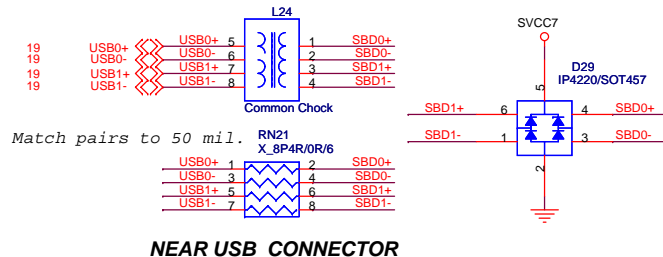 L24
19 USB0+ USB0+ 5 1 SBD0+
19 USB0- USB0- 6 2 SBD0-
19 USB1+ USB1+ 7 3 SBD1+
19 USB1- USB1- 8 4 SBD1-
Common Chock
Match pairs to 50 mil.
RN21
X_8P4R/0R/6
USB0+ 1 2 SBD0+
USB0- 3 4 SBD0-
USB1+ 5 6 SBD1+
USB1- 7 8 SBD1-
SVCC7
D29
IP4220/SOT457
5
SBD1+ 6 4 SBD0+
SBD1- 1 3 SBD0-
2
NEAR USB CONNECTOR